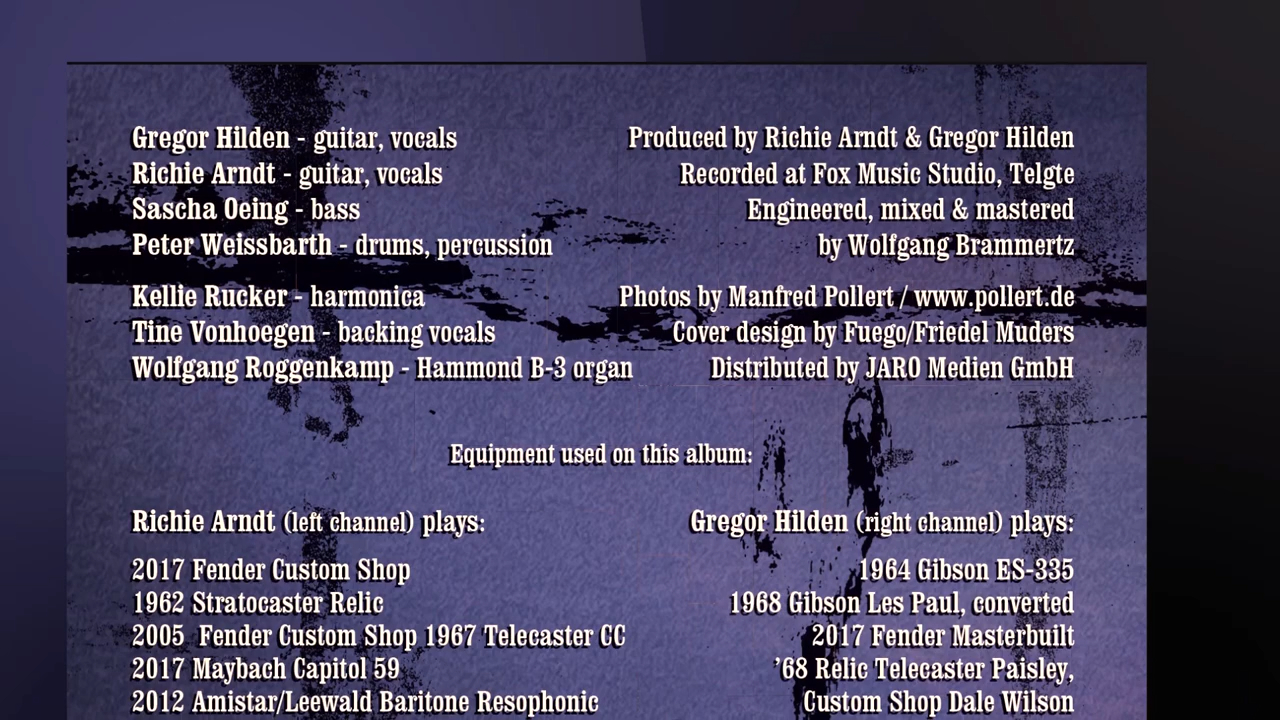 Gregor Hilden - guitar, vocals
Richie Arndt - guitar, vocals
Sascha Oeing - bass
Peter Weissbarth - drums, percussion
Kellie Rucker - harmonica
Tine Vonhoegen - backing vocals
Wolfgang Roggenkamp - Hammond B-3 organ
Produced by Richie Arndt & Gregor Hilden
Recorded at Fox Music Studio, Telgte
Engineered, mixed & mastered
by Wolfgang Brammertz
Photos by Manfred Pollert / www.pollert.de
Cover design by Fuego/Friedel Muders
Distributed by JARO Medien GmbH
Equipment used on this album:
Richie Arndt (left channel) plays:
2017 Fender Custom Shop
1962 Stratocaster Relic
2005 Fender Custom Shop 1967 Telecaster CC
2017 Maybach Capitol 59
2012 Amistar/Leewald Baritone Resophonic
Gregor Hilden (right channel) plays:
1964 Gibson ES-335
1968 Gibson Les Paul, converted
2017 Fender Masterbuilt
’68 Relic Telecaster Paisley,
Custom Shop Dale Wilson